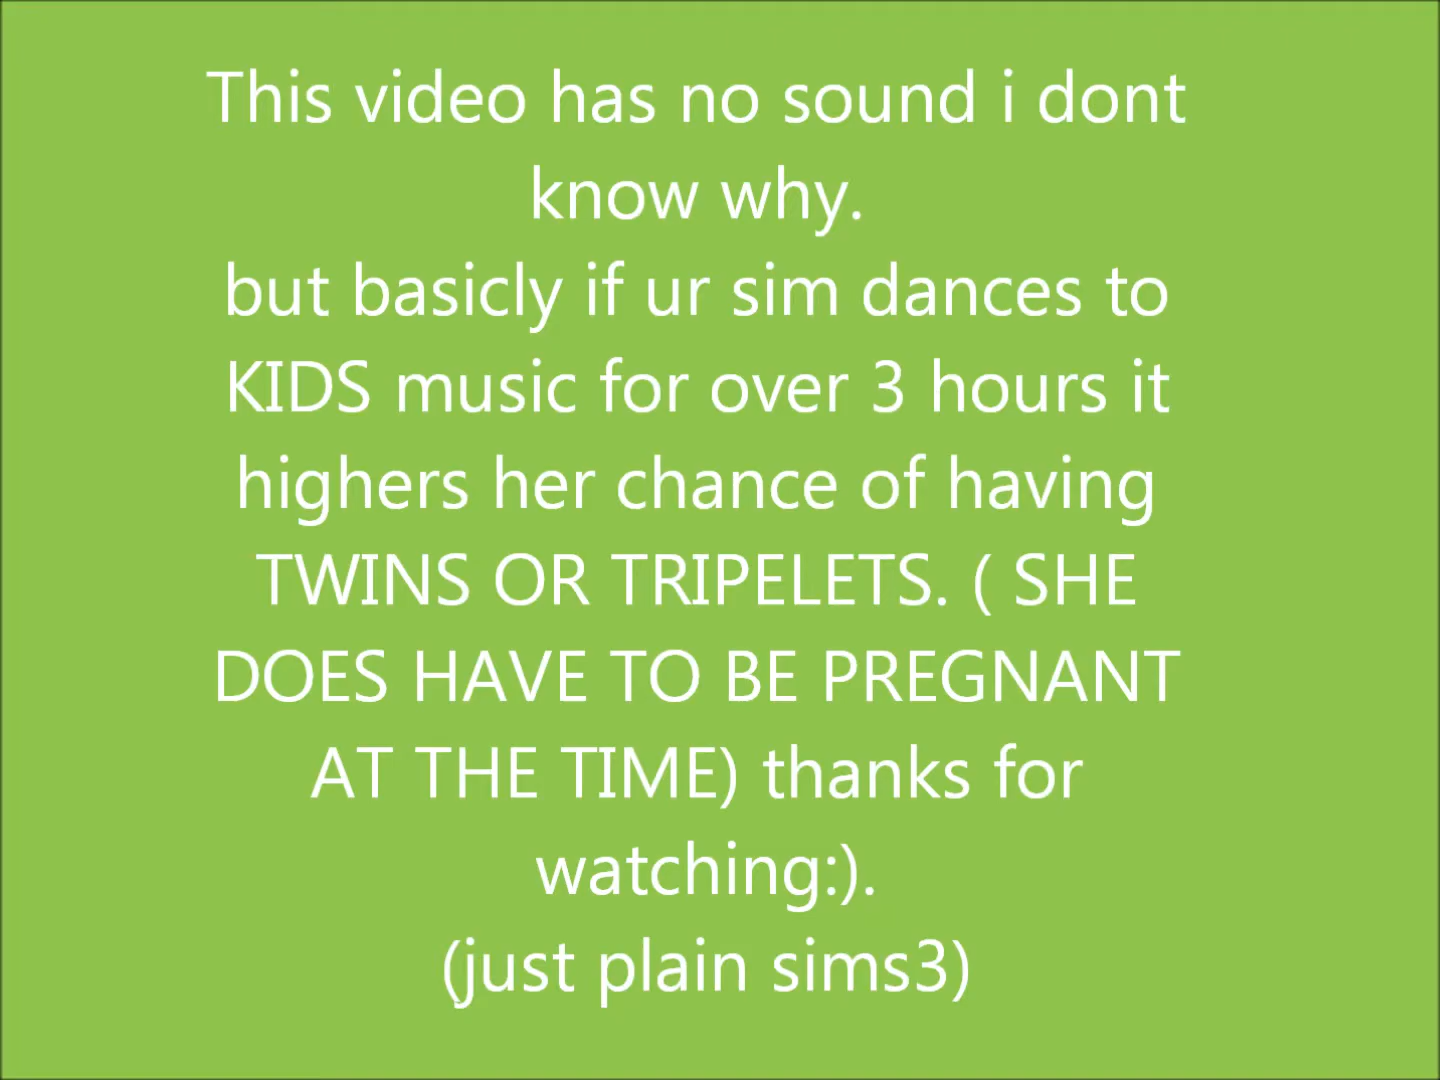 This video has no sound i dont
know why.
but basicly if ur sim dances to
KIDS music for over 3 hours it
highers her chance of having
TWINS OR TRIPELETS. ( SHE
DOES HAVE TO BE PREGNANT
AT THE TIME) thanks for
watching:).
(just plain sims3)